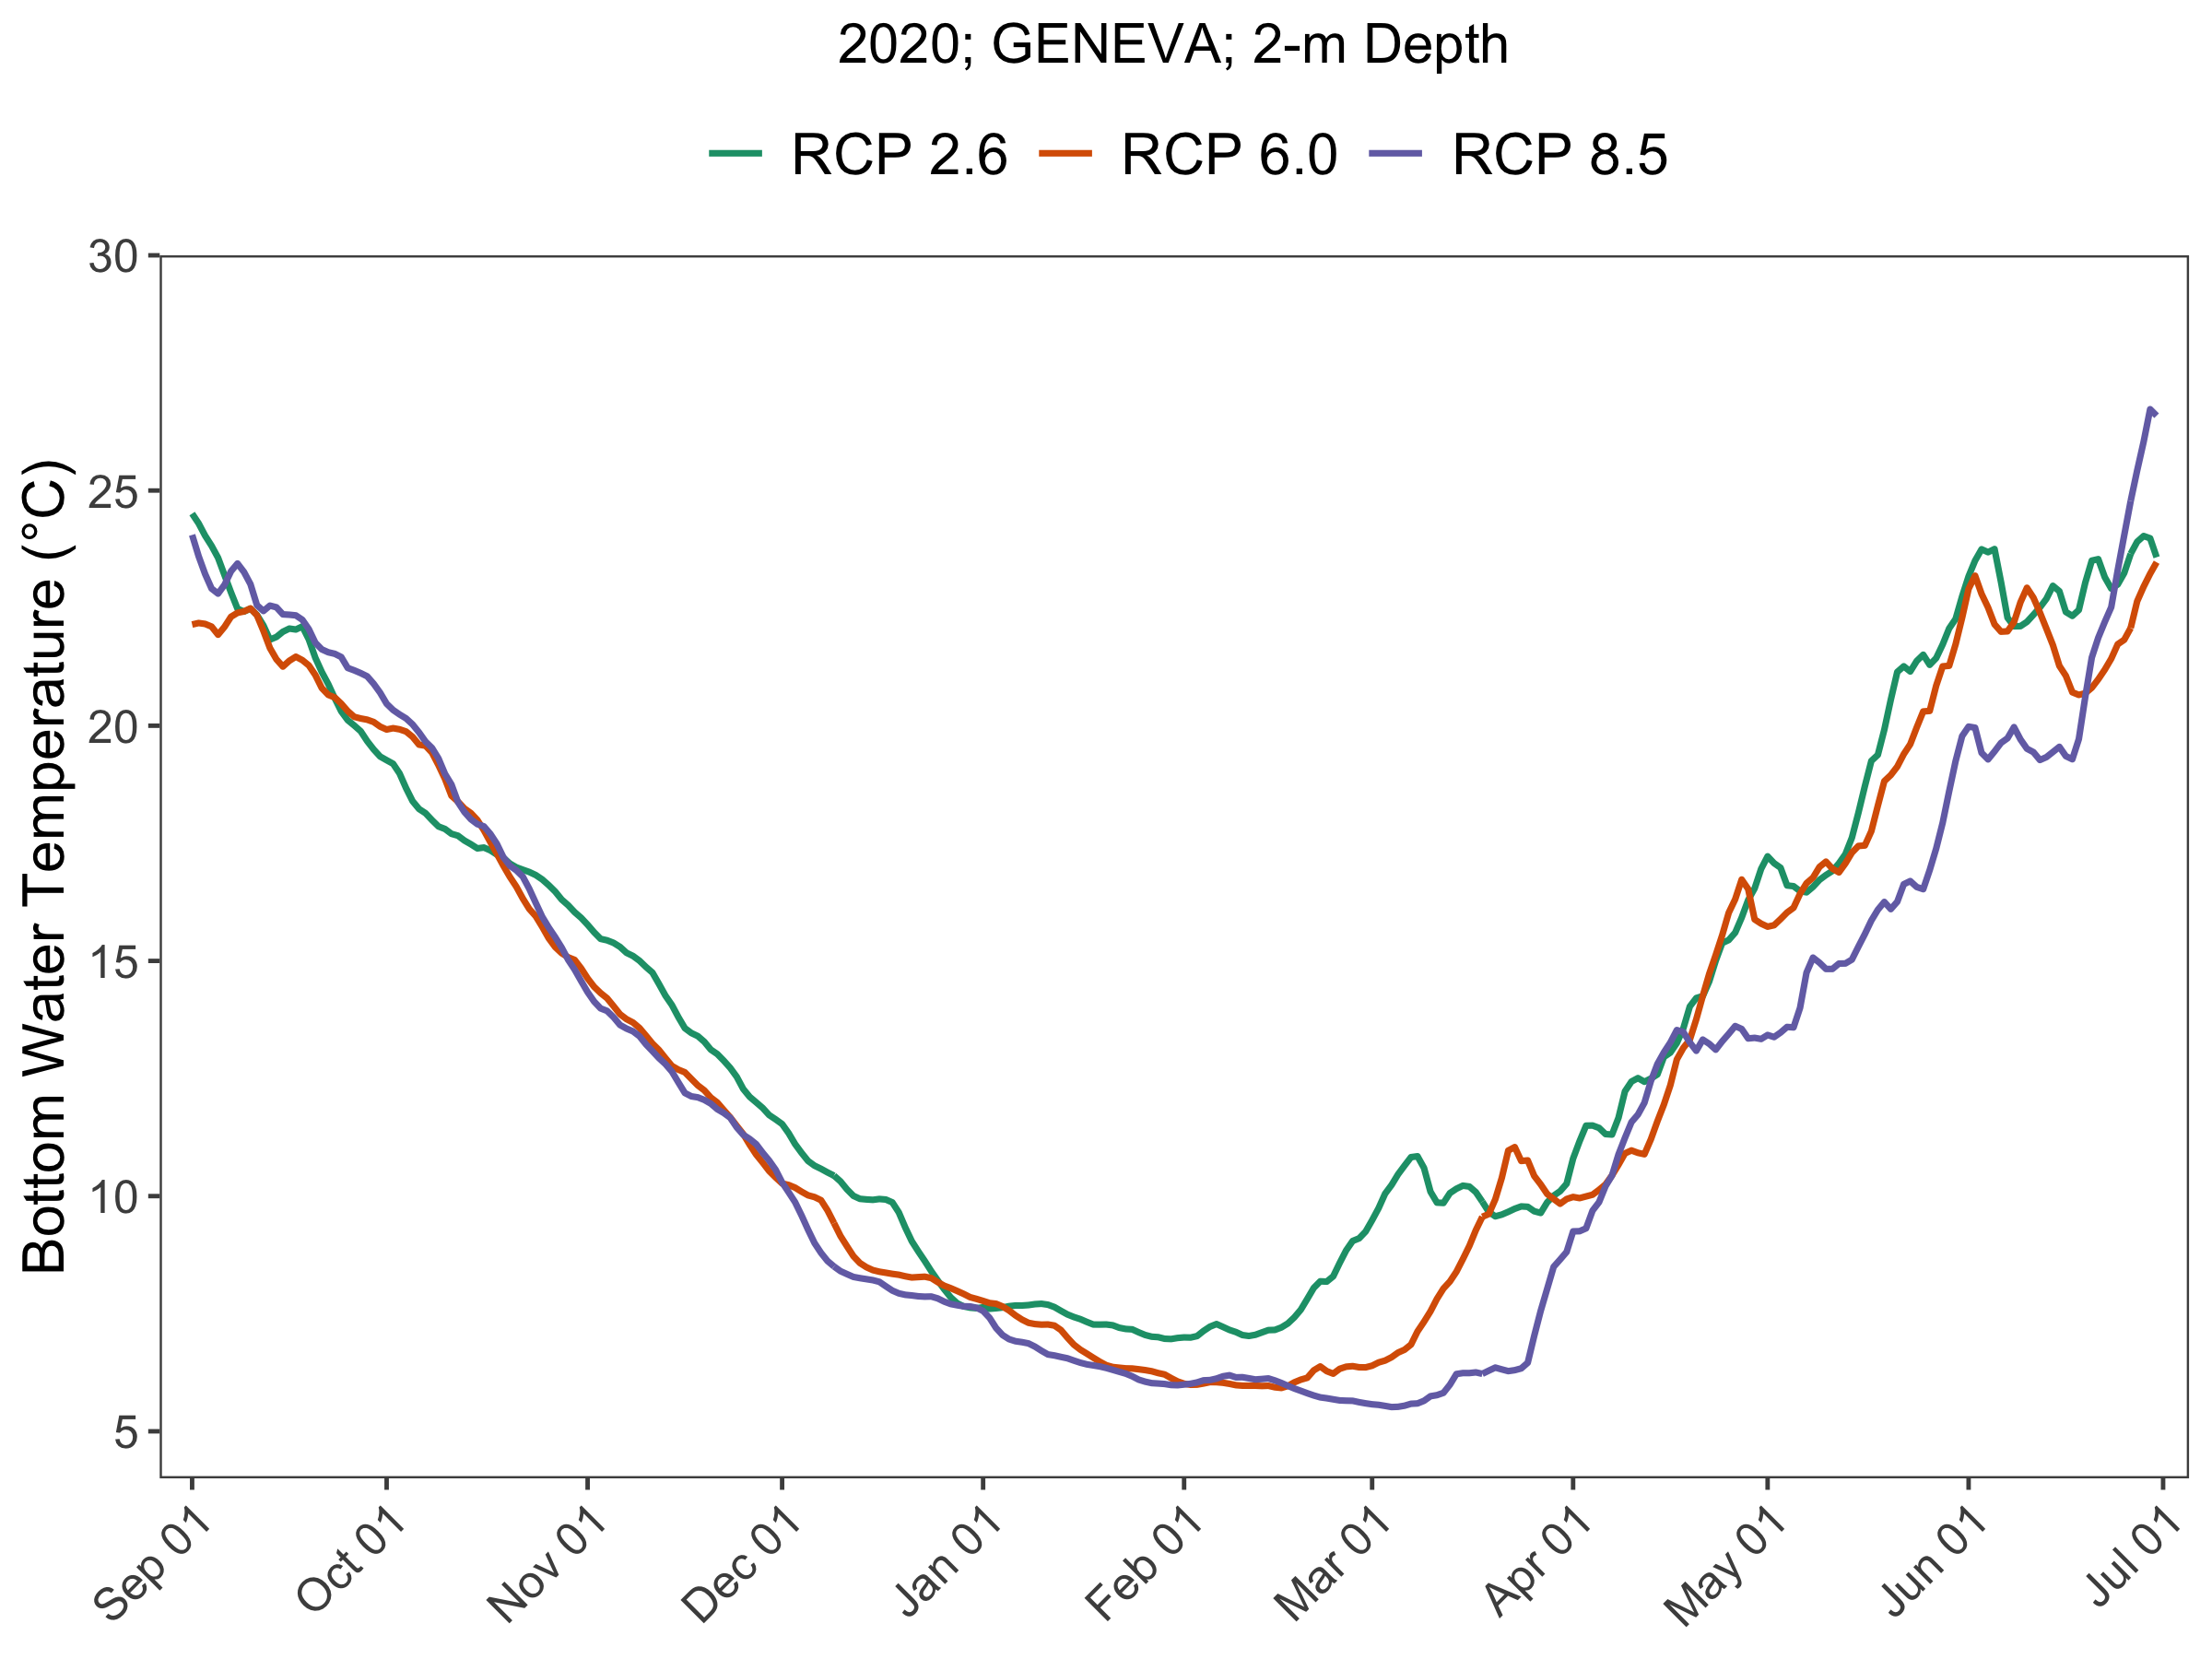 2020; GENEVA; 2-m Depth
RCP 2.6 RCP 6.0 RCP 8.5
Bottom Water Temperature (°C)
30
25
20
15
10
5
Sep 01 Oct 01 Nov 01 Dec 01 Jan 01 Feb 01 Mar 01 Apr 01 May 01 Jun 01 Jul 01